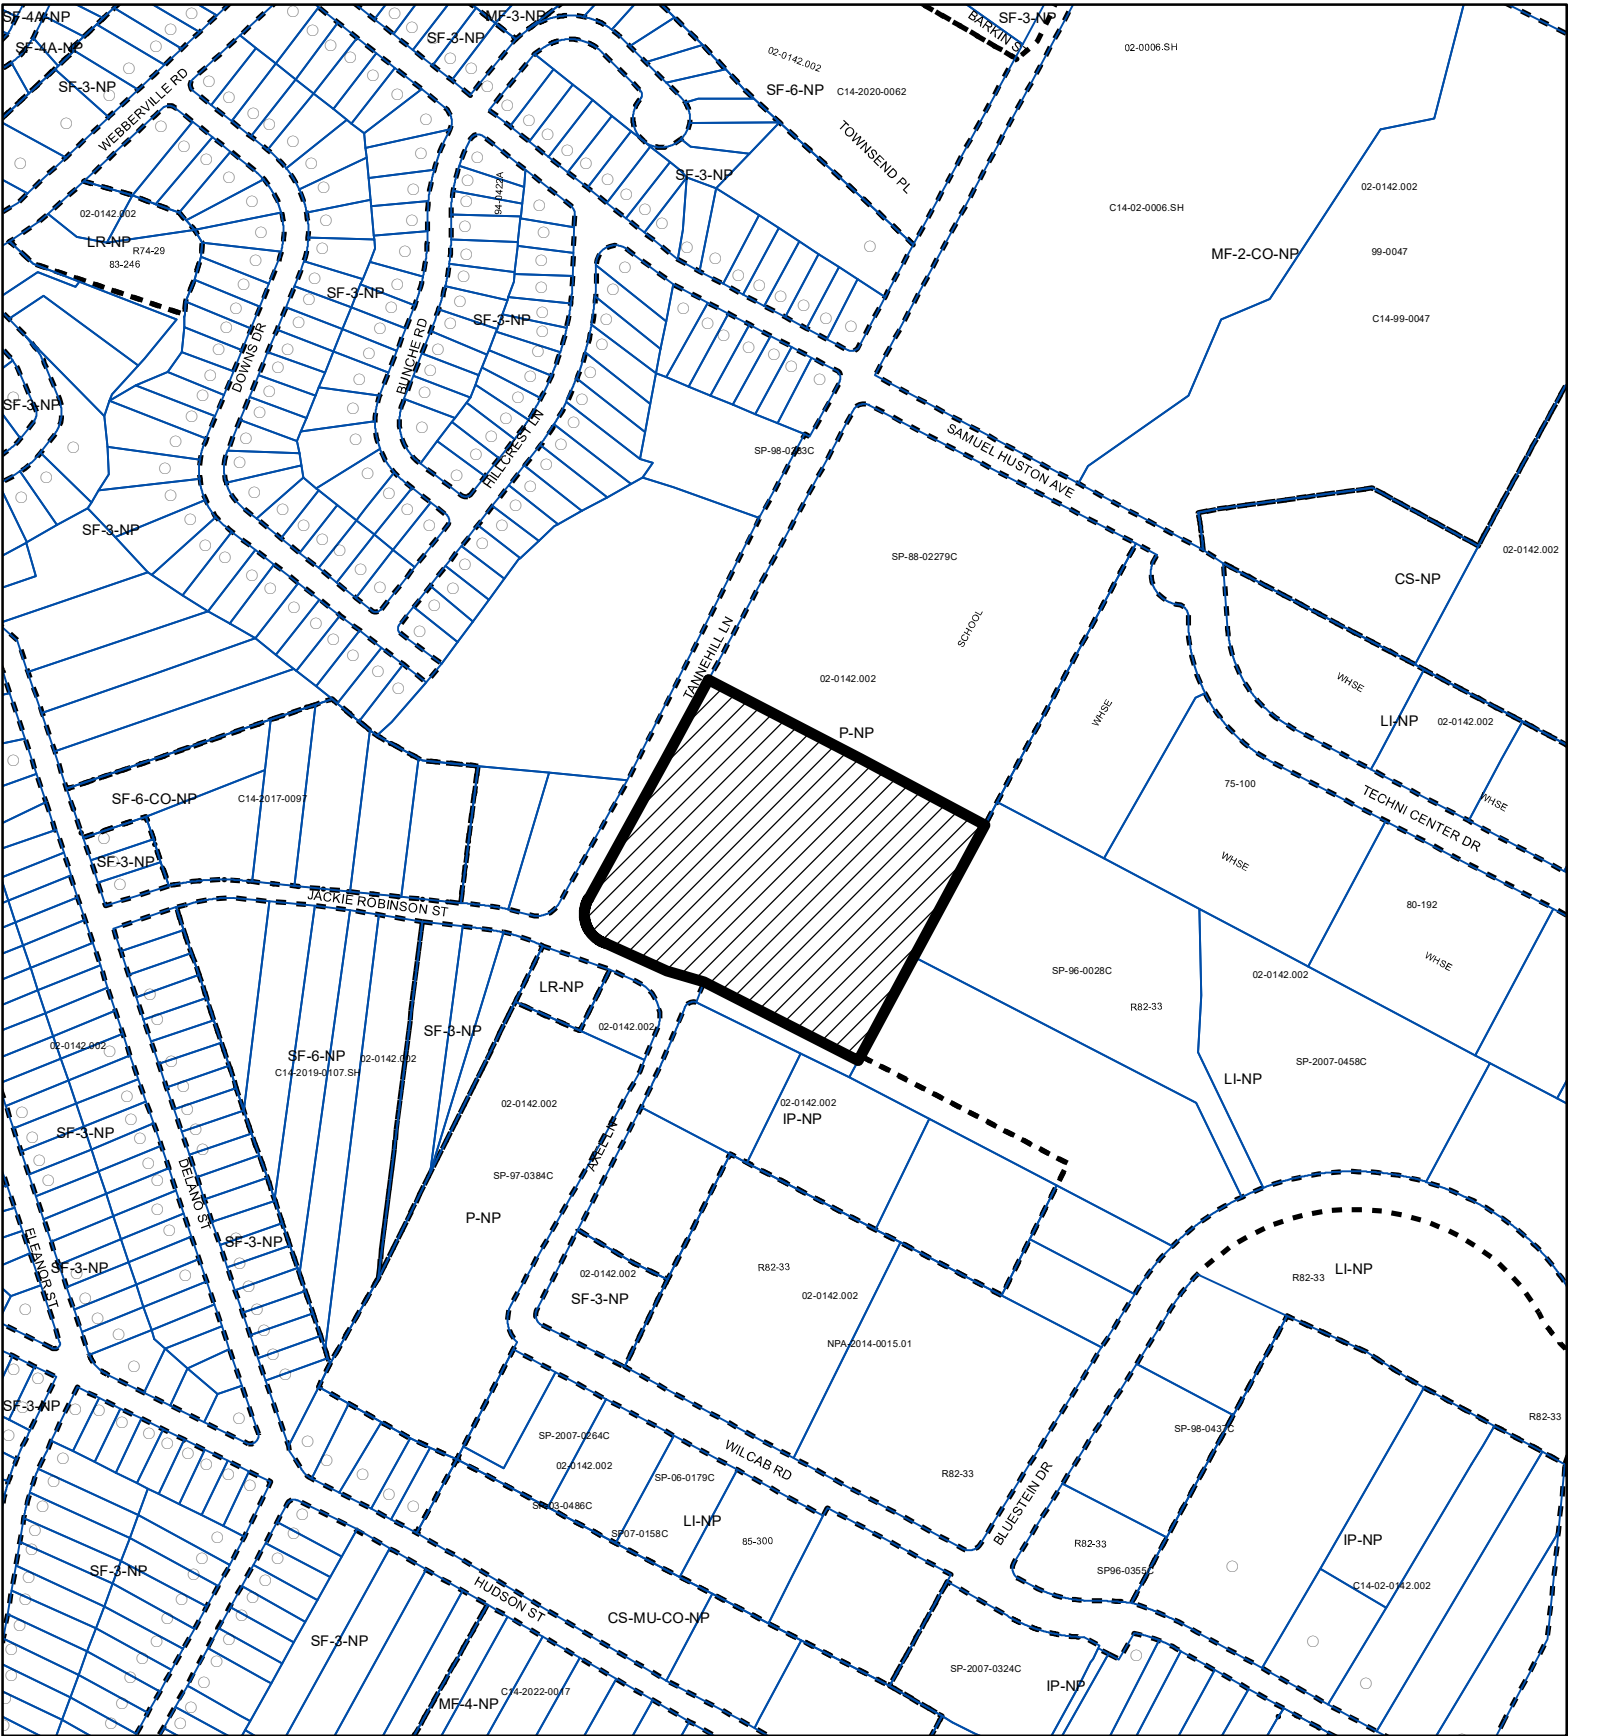 SF-4A-NP
MF-3-NP
SF-3-NP
BARKIN S
SF-3-NP
SF-4A-NP
02-0142.002
02-0006.SH
SF-3-NP
SF-6-NP
C14-2020-0062
WEBBERVILLE RD
TOWNSEND PL
SF-3-NP
94-0422A
02-0142.002
02-0142.002
C14-02-0006.SH
LR-NP
R74-29
83-246
MF-2-CO-NP
99-0047
SF-3-NP
SF-3-NP
C14-99-0047
DOWNS DR
BUNCHE RD
HILLCREST LN
SF-3-NP
SP-98-0283C
SAMUEL HUSTON AVE
SF-3-NP
SP-88-02279C
02-0142.002
CS-NP
SCHOOL
TANNEHILL LN
02-0142.002
WHSE
WHSE
P-NP
LI-NP
02-0142.002
SF-6-CO-NP
C14-2017-0097
75-100
WHSE
TECHNI CENTER DR
SF-3-NP
WHSE
JACKIE ROBINSON ST
80-192
WHSE
LR-NP
SP-96-0028C
02-0142.002
R82-33
SF-3-NP
02-0142.002
02-0142.002
SF-6-NP
02-0142.002
C14-2019-0107.SH
SP-2007-0458C
LI-NP
02-0142.002
02-0142.002
IP-NP
SF-3-NP
AXEL LN
SP-97-0384C
DELANO ST
P-NP
SF-3-NP
ELEANOR ST
SF-3-NP
R82-33
02-0142.002
SF-3-NP
02-0142.002
R82-33
LI-NP
NPA-2014-0015.01
SF-3-NP
SP-2007-0264C
SP-98-0437C
R82-33
02-0142.002
WILCAB RD
SP-06-0179C
R82-33
BLUESTEIN DR
SP-03-0486C
SP07-0158C
LI-NP
85-300
R82-33
IP-NP
SF-3-NP
SP96-0355C
C14-02-0142.002
HUDSON ST
CS-MU-CO-NP
SF-3-NP
SP-2007-0324C
IP-NP
MF-4-NP
C14-2022-0017